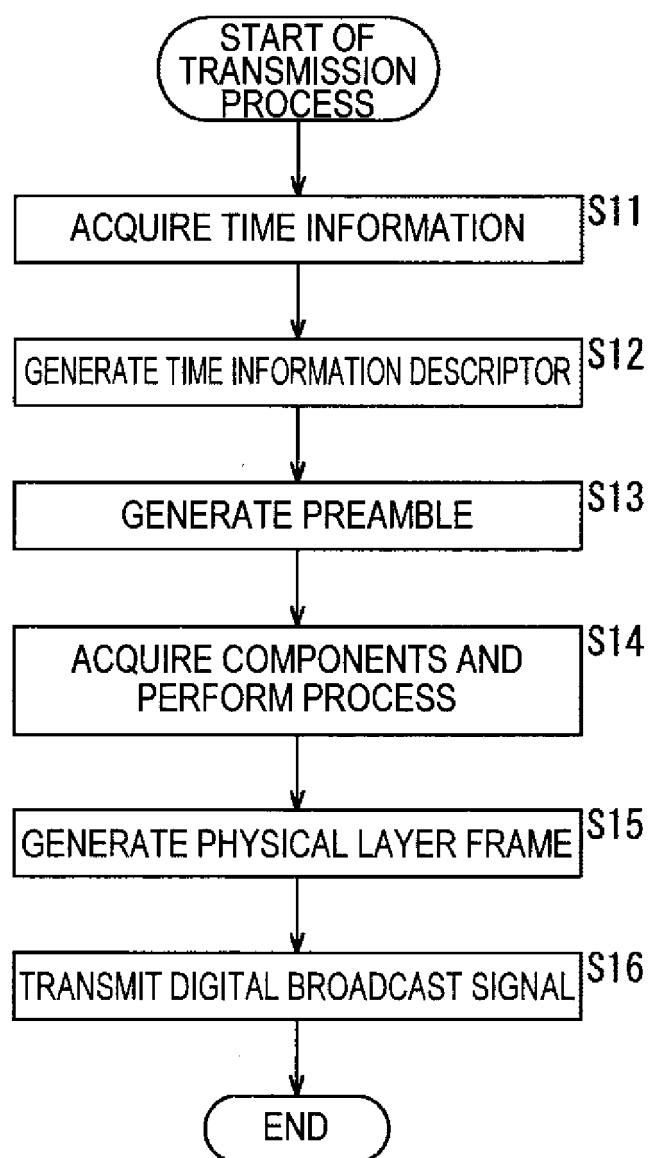 START OF
TRANSMISSION
PROCESS
S11
ACQUIRE TIME INFORMATION
S12
GENERATE TIME INFORMATION DESCRIPTOR
S13
GENERATE PREAMBLE
S14
ACQUIRE COMPONENTS AND
PERFORM PROCESS
S15
GENERATE PHYSICAL LAYER FRAME
S16
TRANSMIT DIGITAL BROADCAST SIGNAL
END